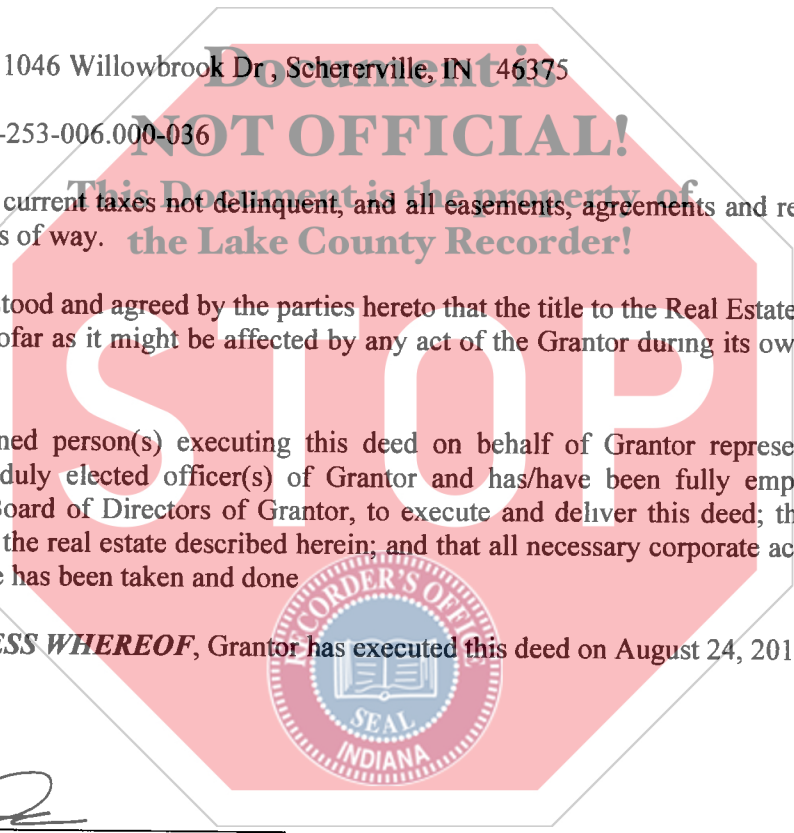 1046 Willowbrook Dr , Schererville, IN 46375
Document is
-253-006.000-036
NOT OFFICIAL!
This Document is the property of
current taxes not delinquent, and all easements, agreements and re
s of way.
the Lake County Recorder!
stood and agreed by the parties hereto that the title to the Real Estate
ofar as it might be affected by any act of the Grantor during its ow
STOP
ned person(s) executing this deed on behalf of Grantor represe
duly elected officer(s) of Grantor and has/have been fully emp
Board of Directors of Grantor, to execute and deliver this deed; th
the real estate described herein; and that all necessary corporate ac
e has been taken and done
RECORDER'S OFFICE
ESS WHEREOF, Grantor has executed this deed on August 24, 201
SEAL
INDIANA